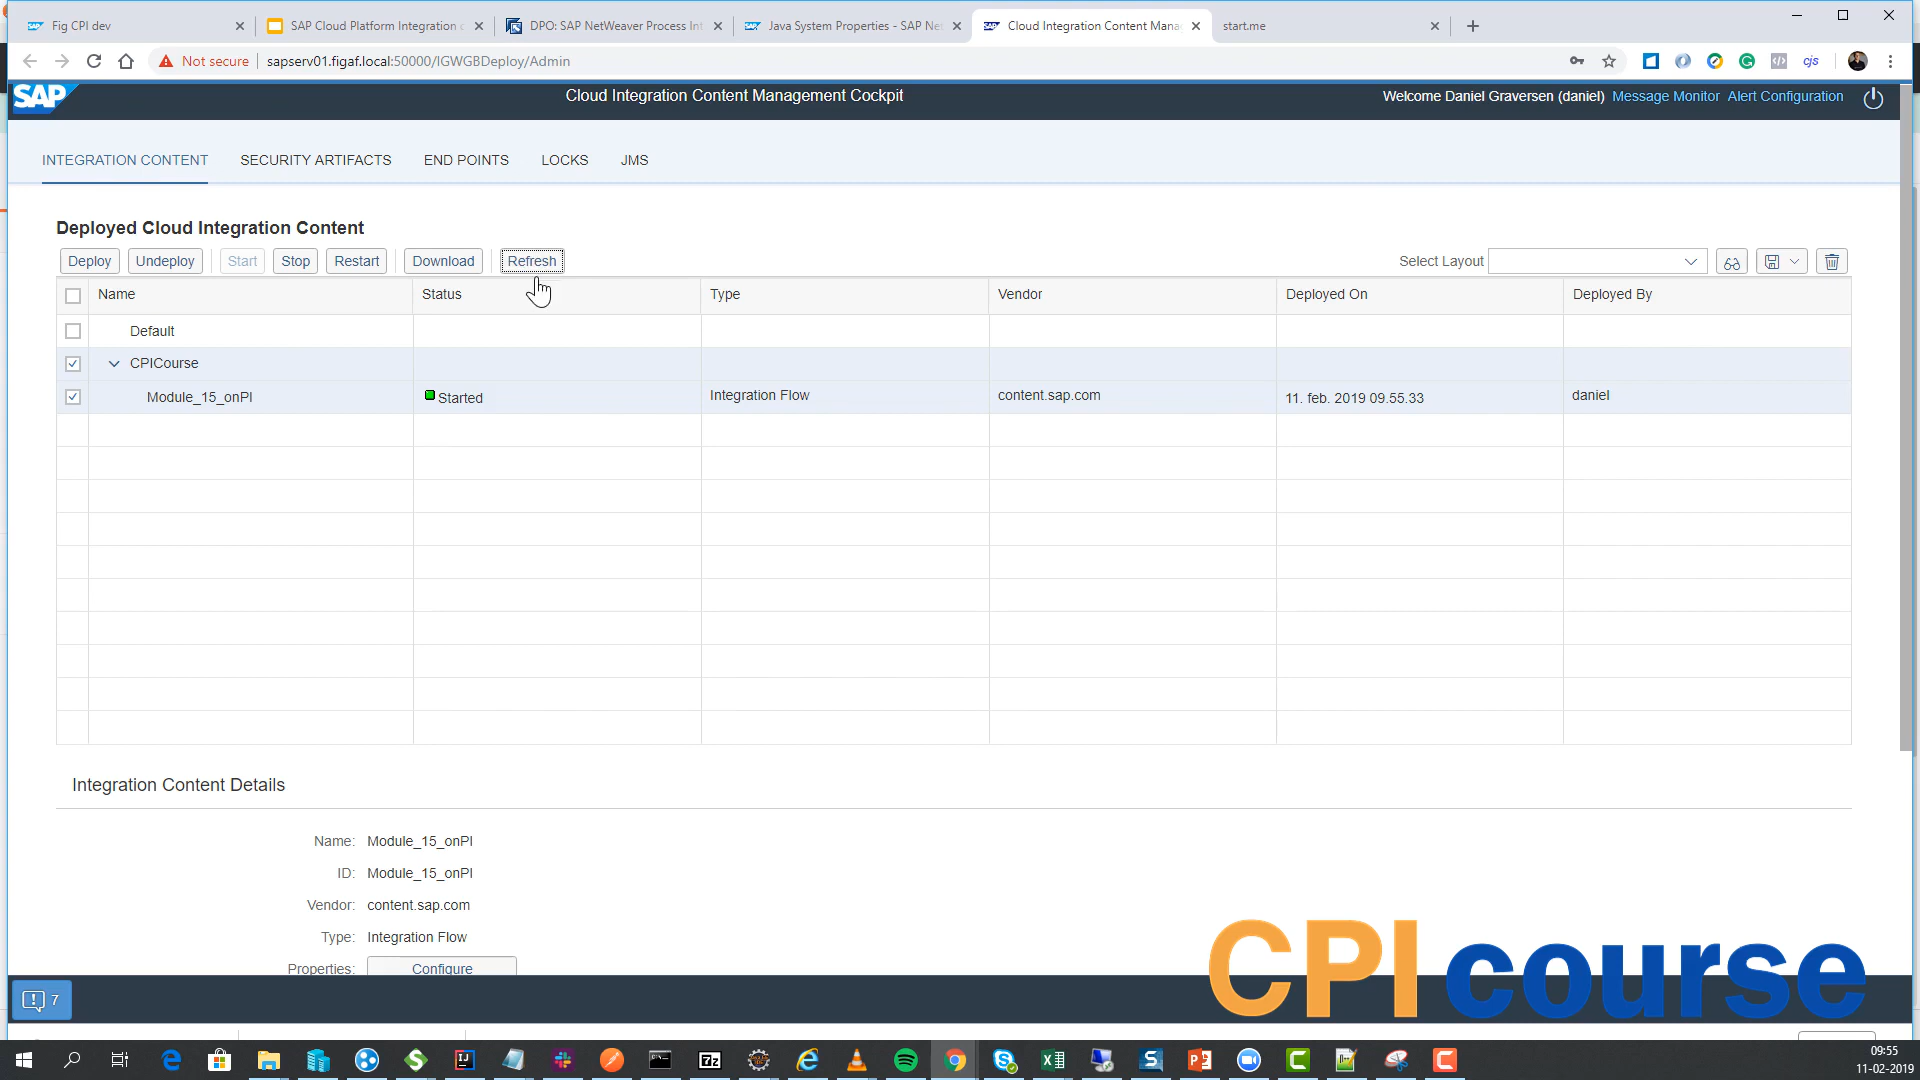 Fig CPI dev
SAP Cloud Platform Integration
DPO: SAP NetWeaver Process Int
Java System Properties - SAP Net
Cloud Integration Content Mana
start.me
Not secure
sapserv01.figaf.local:50000/IGWGBDeploy/Admin
cjs
SAP
Cloud Integration Content Management Cockpit
Welcome Daniel Graversen (daniel) Message Monitor Alert Configuration
INTEGRATION CONTENT SECURITY ARTIFACTS END POINTS LOCKS JMS
Deployed Cloud Integration Content
Deploy Undeploy Start Stop Restart Download Refresh Select Layout
Name Status Type Vendor Deployed On Deployed By
Default
CPICourse
Module_15_onPI Started Integration Flow content.sap.com 11. feb. 2019 09.55.33 daniel
Integration Content Details
Name: Module_15_onPI
ID: Module_15_onPI
Vendor: content.sap.com
Type: Integration Flow
Properties: Configure
CPI course
7
09:55
11-02-2019